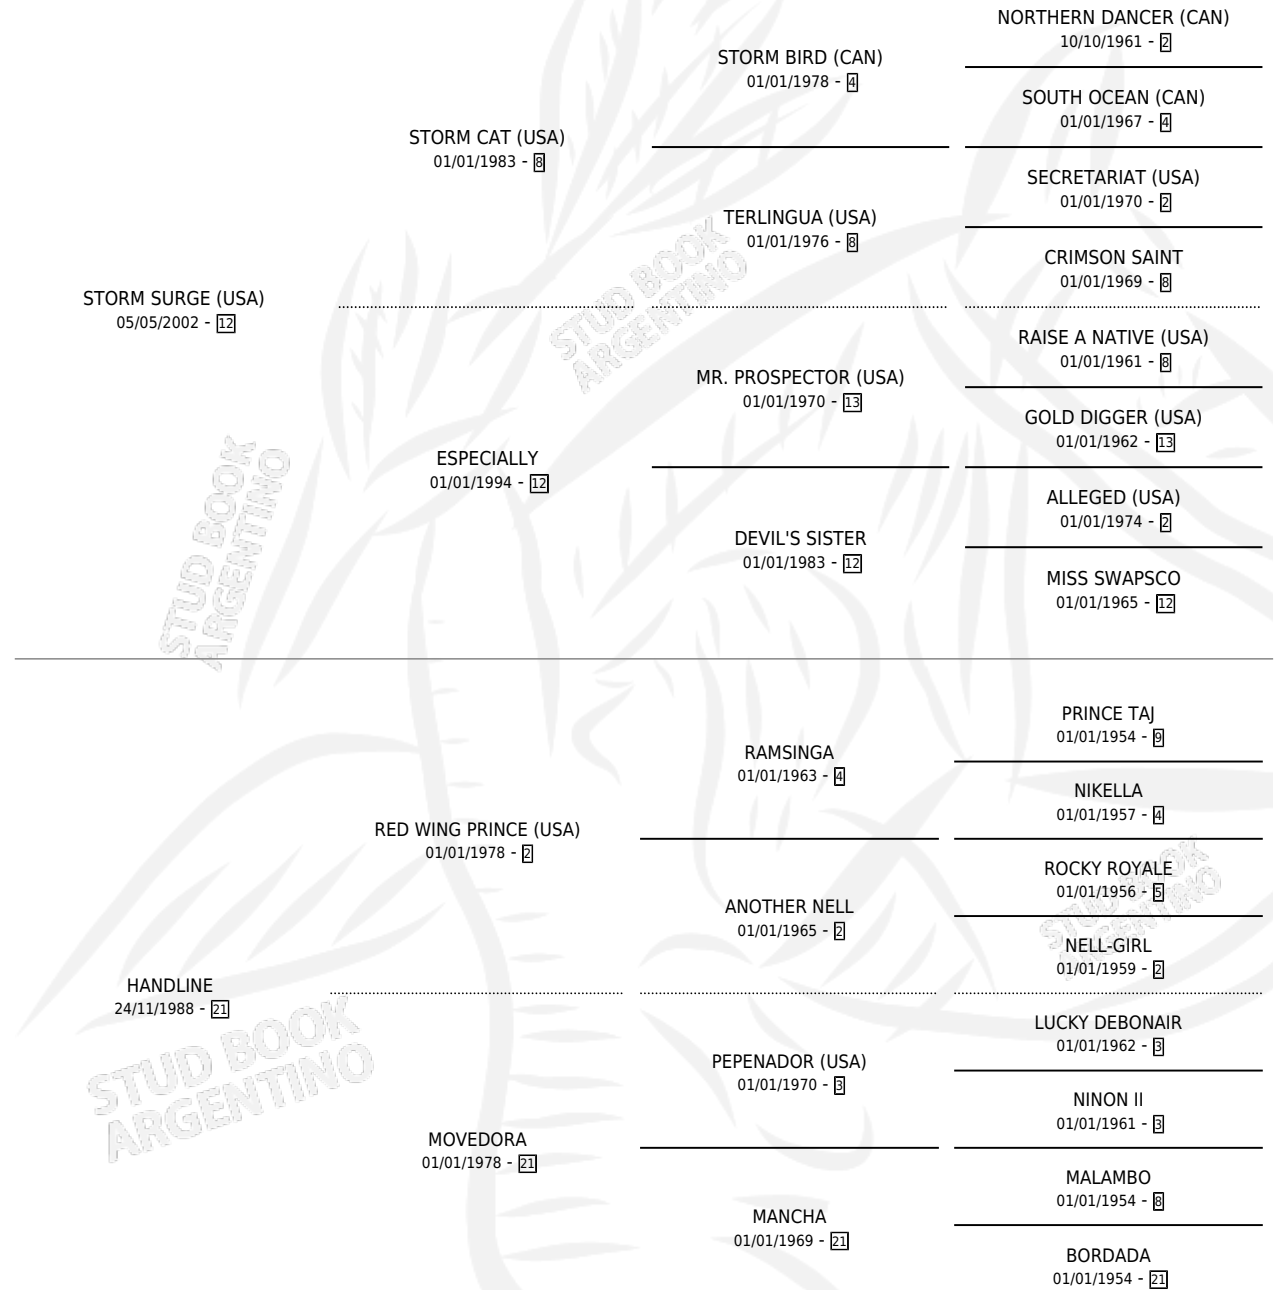 NORTHERN DANCER (CAN)
10/10/1961 - 2
STORM BIRD (CAN)
01/01/1978 - 4
SOUTH OCEAN (CAN)
01/01/1967 - 4
STORM CAT (USA)
01/01/1983 - 8
SECRETARIAT (USA)
01/01/1970 - 2
TERLINGUA (USA)
01/01/1976 - 8
CRIMSON SAINT
01/01/1969 - 8
STORM SURGE (USA)
05/05/2002 - 12
RAISE A NATIVE (USA)
01/01/1961 - 8
MR. PROSPECTOR (USA)
01/01/1970 - 13
GOLD DIGGER (USA)
01/01/1962 - 13
ESPECIALLY
01/01/1994 - 12
ALLEGED (USA)
01/01/1974 - 2
DEVIL'S SISTER
01/01/1983 - 12
MISS SWAPSCO
01/01/1965 - 12
PRINCE TAJ
01/01/1954 - 9
RAMSINGA
01/01/1963 - 4
NIKELLA
01/01/1957 - 4
RED WING PRINCE (USA)
01/01/1978 - 2
ROCKY ROYALE
01/01/1956 - 5
ANOTHER NELL
01/01/1965 - 2
NELL-GIRL
01/01/1959 - 2
HANDLINE
24/11/1988 - 21
LUCKY DEBONAIR
01/01/1962 - 3
PEPENADOR (USA)
01/01/1970 - 3
NINON II
01/01/1961 - 3
MOVEDORA
01/01/1978 - 21
MALAMBO
01/01/1954 - 8
MANCHA
01/01/1969 - 21
BORDADA
01/01/1954 - 21
STUD BOOK
ARGENTINO
STUD BOOK
ARGENTINO
STUD BOOK
ARGENTINO
STUD BOOK
ARGENTINO